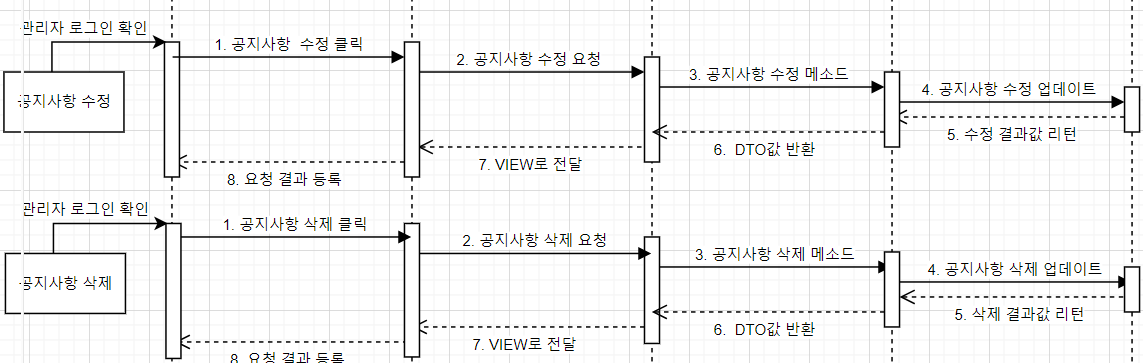 관리자 로그인 확인
1. 공지사항 수정 클릭
2. 공지사항 수정 요청
3. 공지사항 수정 메소드
4. 공지사항 수정 업데이트
공지사항 수정
5. 수정 결과값 리턴
6. DTO값 반환
7. VIEW로 전달
8. 요청 결과 등록
관리자 로그인 확인
1. 공지사항 삭제 클릭
2. 공지사항 삭제 요청
3. 공지사항 삭제 메소드
4. 공지사항 삭제 업데이트
공지사항 삭제
5. 삭제 결과값 리턴
6. DTO값 반환
7. VIEW로 전달
8. 요청 결과 등록